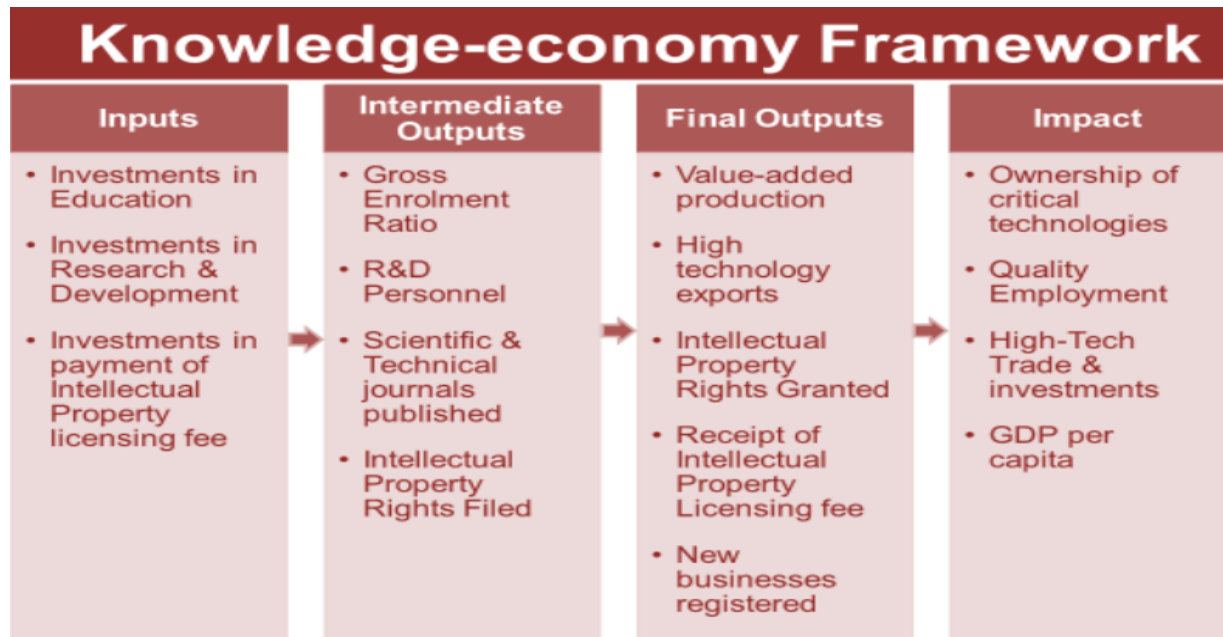 Knowledge-economy Framework
Inputs
• Investments in
Education
• Investments in
Research &
Development
• Investments in
payment of
Intellectual
Property
licensing fee
Intermediate
Outputs
• Gross
Enrolment
Ratio
• R&D
Personnel
• Scientific &
Technical
journals
published
• Intellectual
Property
Rights Filed
Final Outputs
• Value-added
production
• High
technology
exports
• Intellectual
Property
Rights Granted
• Receipt of
Intellectual
Property
Licensing fee
• New
businesses
registered
Impact
• Ownership of
critical
technologies
• Quality
Employment
• High-Tech
Trade &
investments
• GDP per
capita